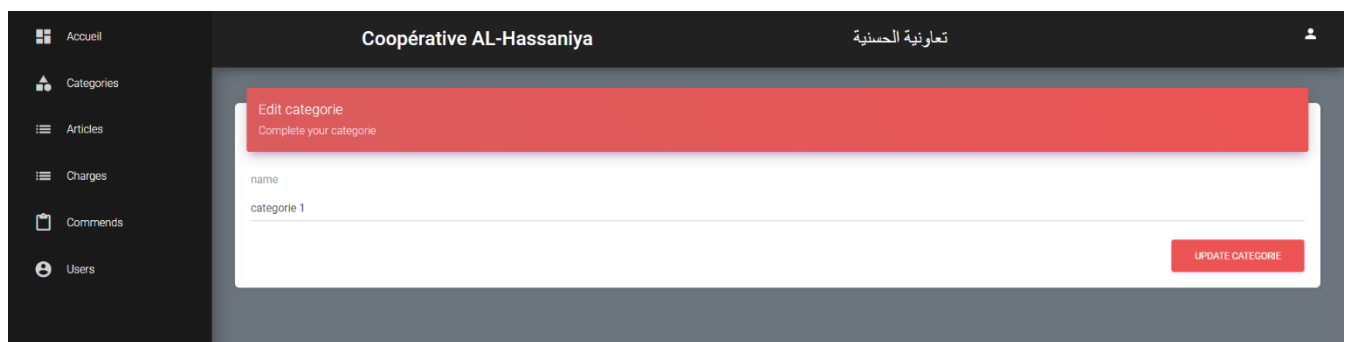 Accueil
Categories
Articles
Charges
Commends
Users
Coopérative AL-Hassaniya
تعاونية الحسنية
Edit categorie
Complete your categorie
name
categorie 1
UPDATE CATEGORIE